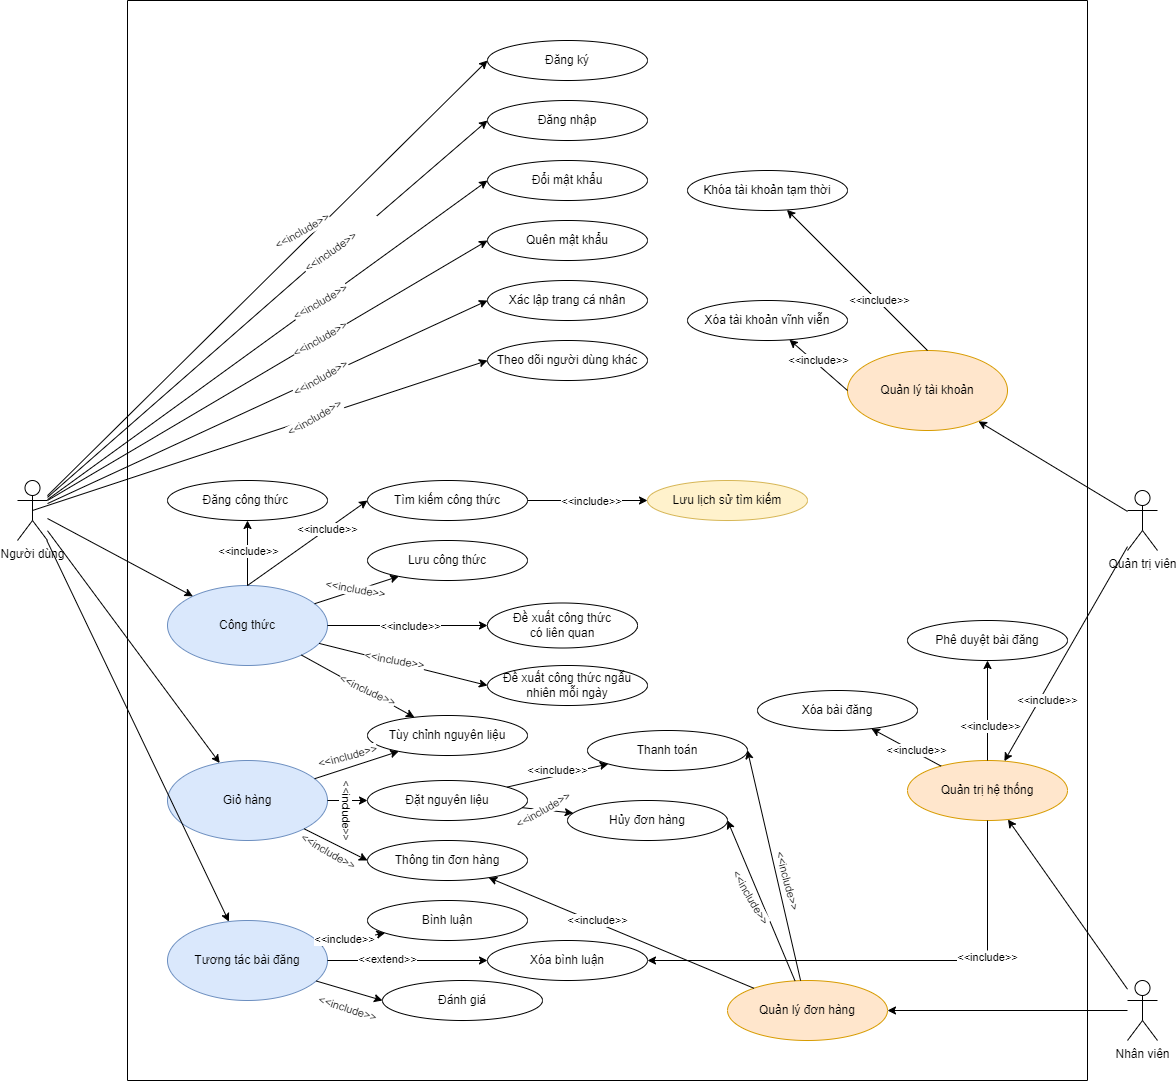 Đăng ký
Đăng nhập
Đổi mật khẩu
Khóa tài khoản tạm thời
<<include>>
<<include>>
Quên mật khẩu
<<include>>
Xác lập trang cá nhân
<<include>>
<<include>>
Xóa tài khoản vĩnh viễn
<<include>>
Theo dõi người dùng khác
<<include>>
<<include>>
Quản lý tài khoản
<<include>>
Đăng công thức
Tìm kiếm công thức
<<include>>
Lưu lịch sử tìm kiếm
<<include>>
Người dùng
<<include>>
Lưu công thức
Quản trị viên
<<include>>
Công thức
<<include>>
Đề xuất công thức
có liên quan
Phê duyệt bài đăng
<<include>>
Đề xuất công thức ngẫu
nhiên mỗi ngày
<<include>>
<<include>>
Xóa bài đăng
<<include>>
Tùy chỉnh nguyên liệu
Thanh toán
<<include>>
<<include>>
<<include>>
Quản trị hệ thống
Giỏ hàng
<<include>>
Đặt nguyên liệu
<<include>>
Hủy đơn hàng
<<include>>
Thông tin đơn hàng
<<include>>
<<include>>
Bình luận
<<include>>
<<include>>
Tương tác bài đăng
<<extend>>
Xóa bình luận
<<include>>
Đánh giá
<<include>>
Quản lý đơn hàng
Nhân viên